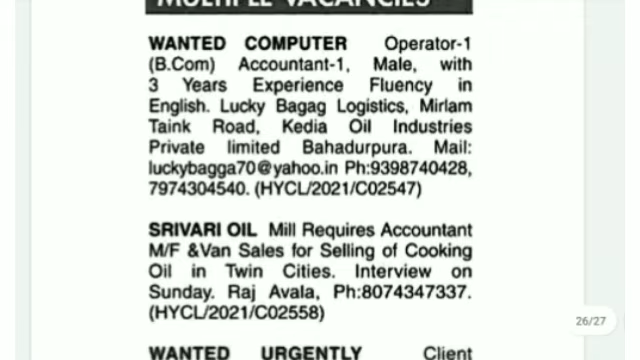 MULTIPLE VACANCIES
WANTED COMPUTER Operator-1
(B.Com) Accountant-1, Male, with
3 Years Experience Fluency in
English. Lucky Bagag Logistics, Mirlam
Taink Road, Kedia Oil Industries
Private limited Bahadurpura. Mail:
luckybagga70@yahoo.in Ph:9398740428,
7974304540. (HYCL/2021/C02547)
SRIVARI OIL Mill Requires Accountant
M/F &Van Sales for Selling of Cooking
Oil in Twin Cities. Interview on
Sunday. Raj Avala, Ph:8074347337.
(HYCL/2021/C02558)
26/27
WANTED URGENTLY Client